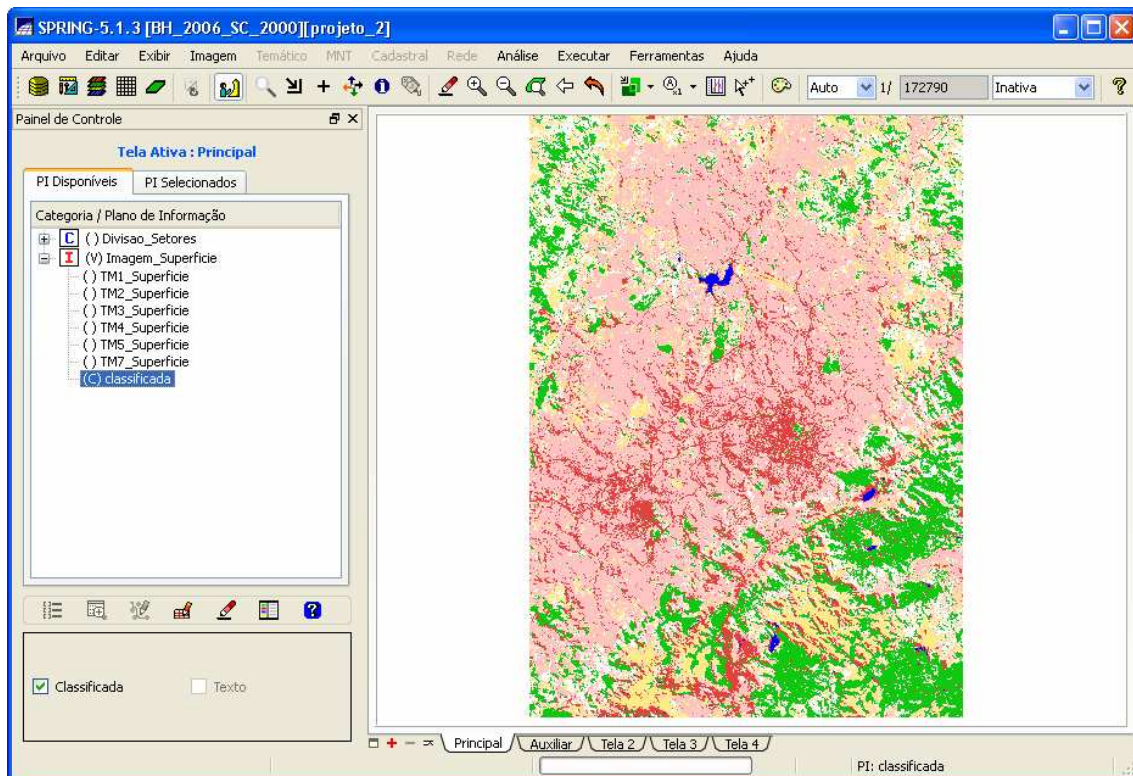 SPRING-5.1.3 [BH_2006_SC_2000][projeto_2]
Arquivo Editar Exibir Imagem Temático MNT Cadastral Rede Análise Executar Ferramentas Ajuda
Auto 1/ 172790 Inativa
Painel de Controle
Tela Ativa : Principal
PI Disponíveis PI Selecionados
Categoria / Plano de Informação
C ( ) Divisao_Setores
I (V) Imagem_Superficie
( ) TM1_Superficie
( ) TM2_Superficie
( ) TM3_Superficie
( ) TM4_Superficie
( ) TM5_Superficie
( ) TM7_Superficie
(C) classificada
Classificada Texto
Principal Auxiliar Tela 2 Tela 3 Tela 4
PI: classificada